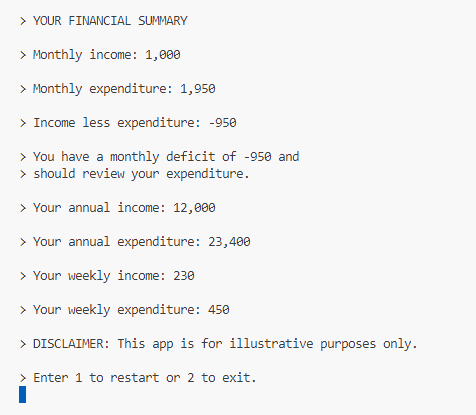 > YOUR FINANCIAL SUMMARY
> Monthly income: 1,000
> Monthly expenditure: 1,950
> Income less expenditure: -950
> You have a monthly deficit of -950 and
> should review your expenditure.
> Your annual income: 12,000
> Your annual expenditure: 23,400
> Your weekly income: 230
> Your weekly expenditure: 450
> DISCLAIMER: This app is for illustrative purposes only.
> Enter 1 to restart or 2 to exit.